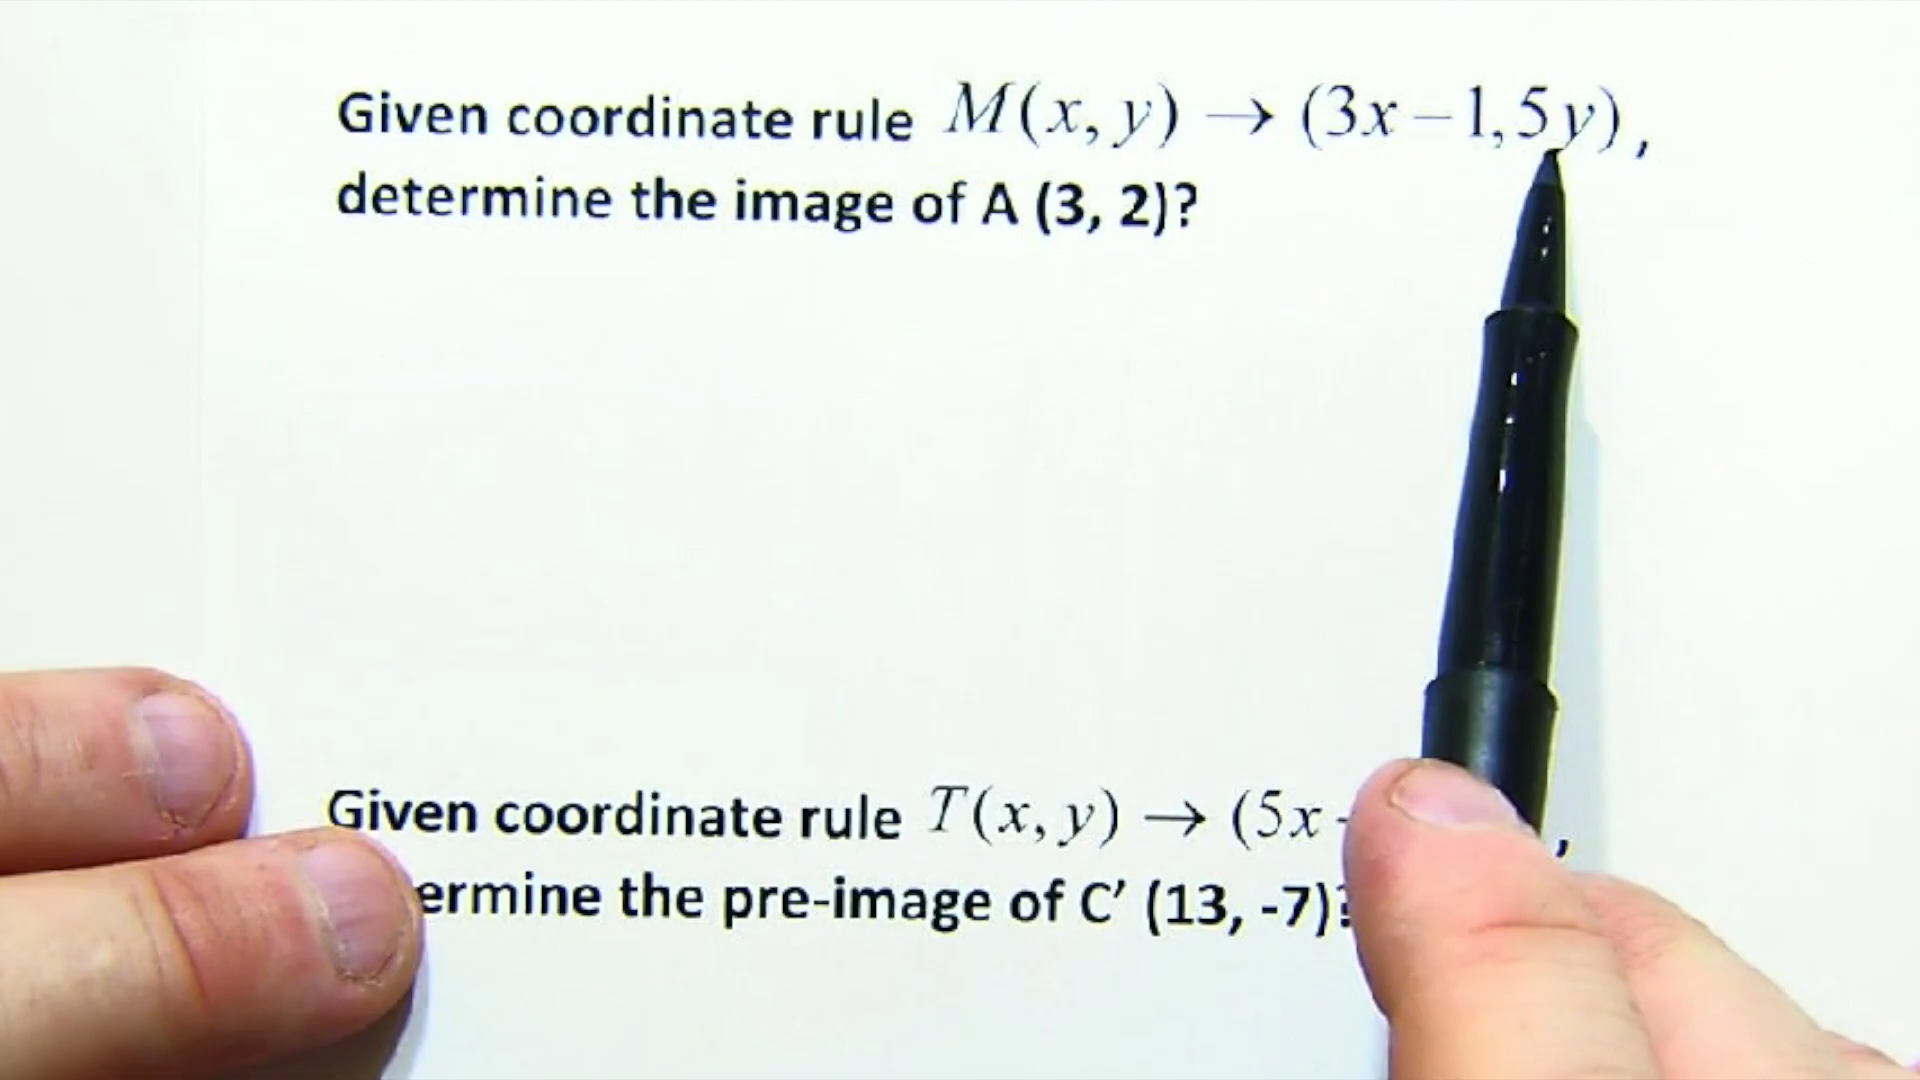 Given coordinate rule M(x, y) → (3x − 1, 5y),
determine the image of A (3, 2)?
Given coordinate rule T(x, y) → (5x ,
ermine the pre-image of C′ (13, -7)?